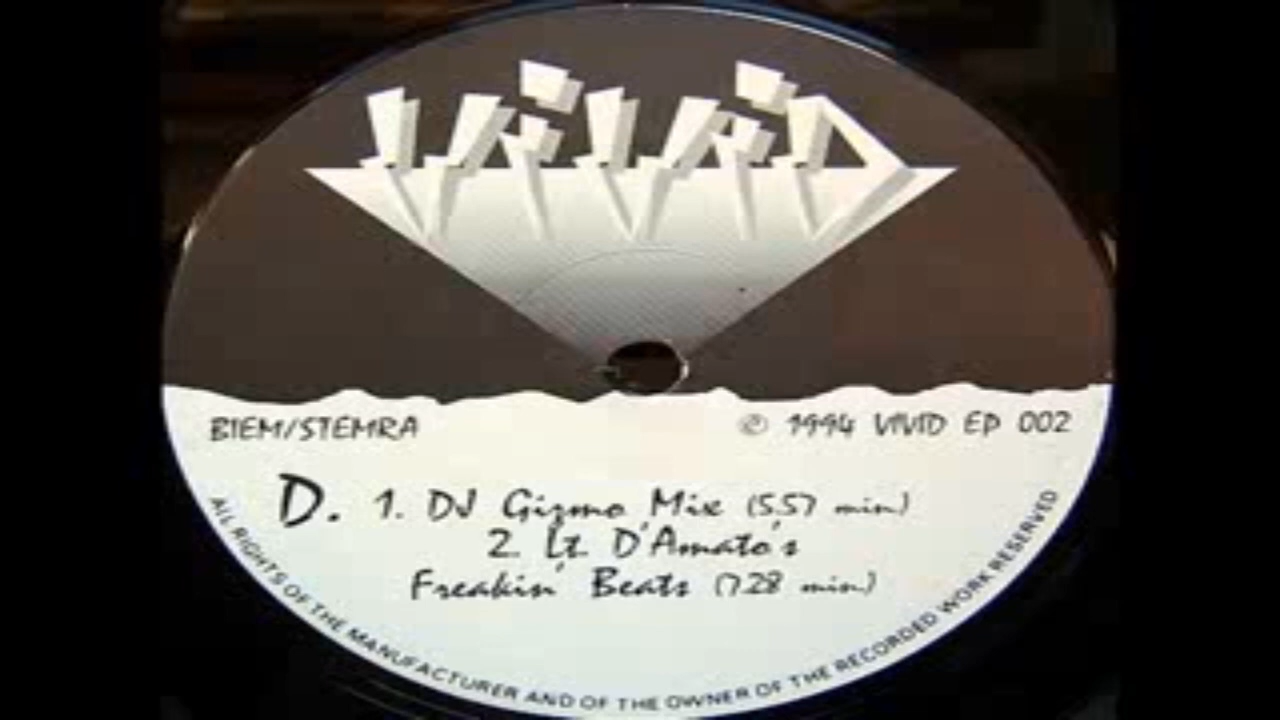 ViViD
BIEM/STEMRA
© 1994 VIVID EP 002
D. 1. DJ Gizmo Mix (5.57 min)
2. Lt. D'Amato's
Freakin' Beats (7.28 min)
ALL RIGHTS OF THE MANUFACTURER AND OF THE OWNER OF THE RECORDED WORK RESERVED